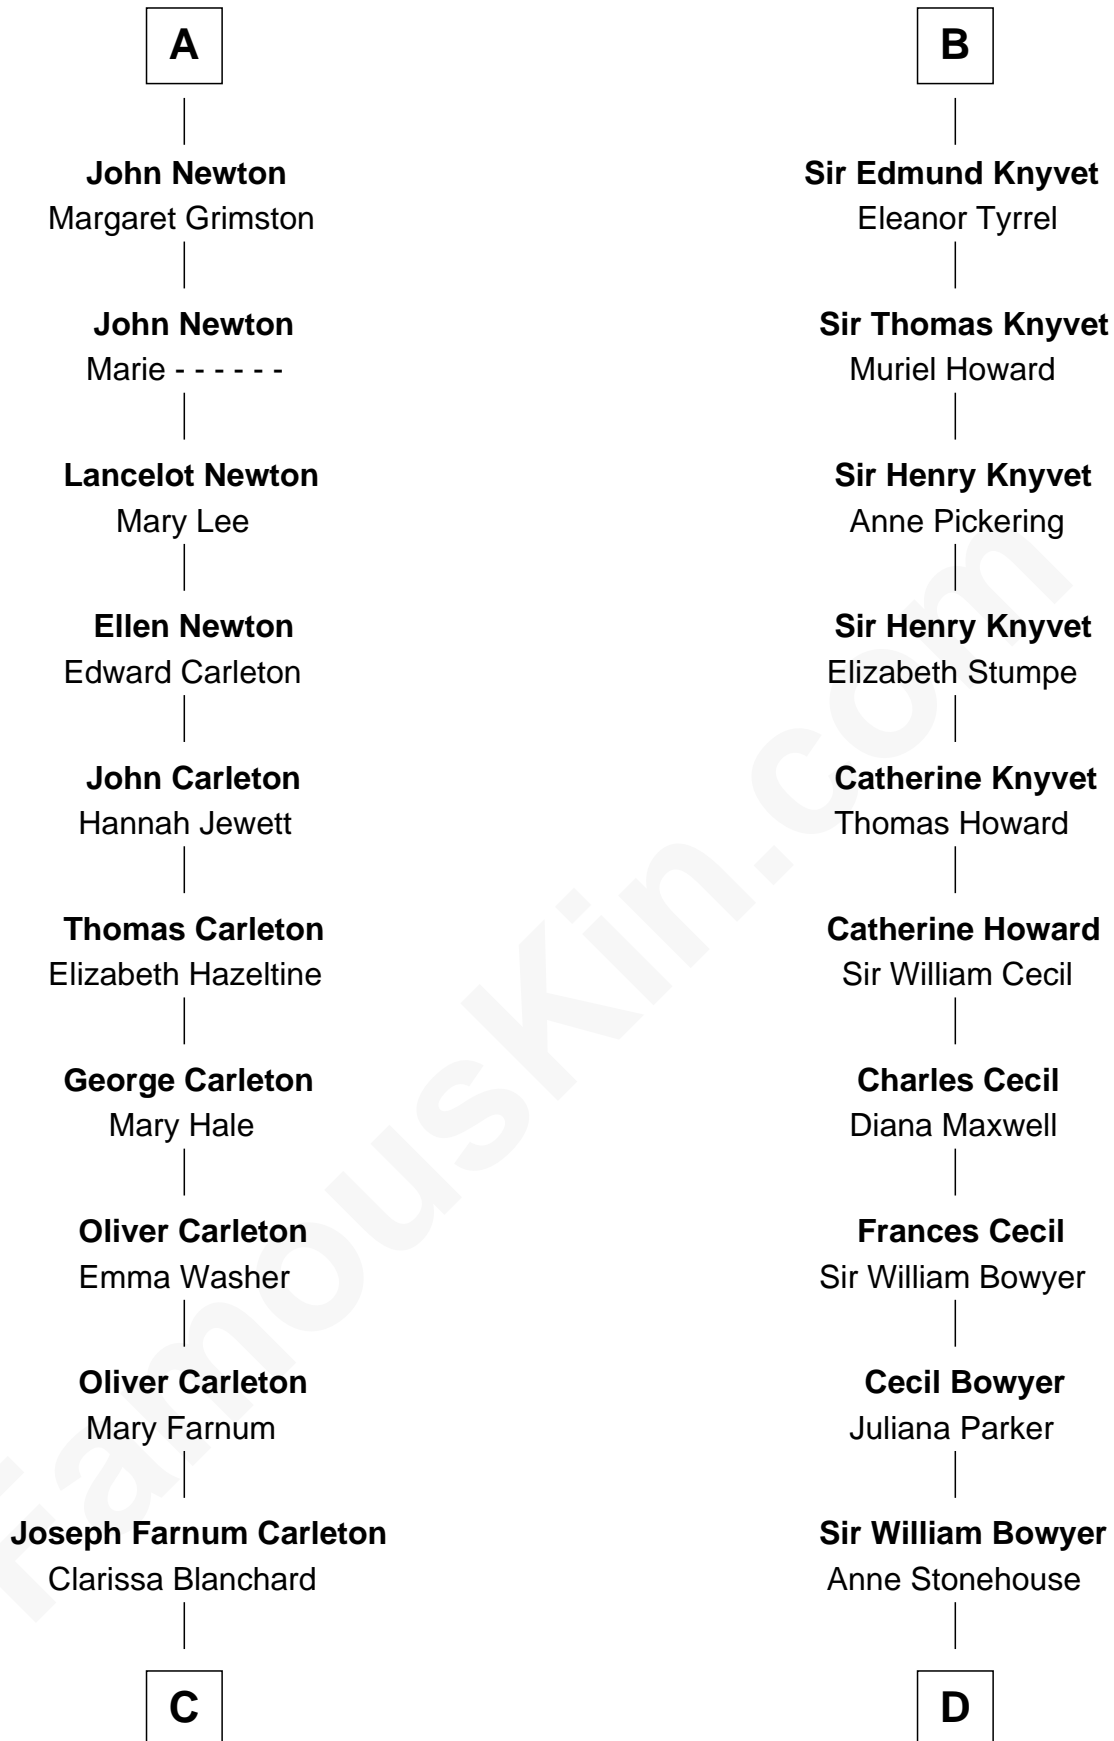 A
John Newton
Margaret Grimston
John Newton
Marie - - - - - -
Lancelot Newton
Mary Lee
Ellen Newton
Edward Carleton
John Carleton
Hannah Jewett
Thomas Carleton
Elizabeth Hazeltine
George Carleton
Mary Hale
Oliver Carleton
Emma Washer
Oliver Carleton
Mary Farnum
Joseph Farnum Carleton
Clarissa Blanchard
C
B
Sir Edmund Knyvet
Eleanor Tyrrel
Sir Thomas Knyvet
Muriel Howard
Sir Henry Knyvet
Anne Pickering
Sir Henry Knyvet
Elizabeth Stumpe
Catherine Knyvet
Thomas Howard
Catherine Howard
Sir William Cecil
Charles Cecil
Diana Maxwell
Frances Cecil
Sir William Bowyer
Cecil Bowyer
Juliana Parker
Sir William Bowyer
Anne Stonehouse
D
FamousKin.com